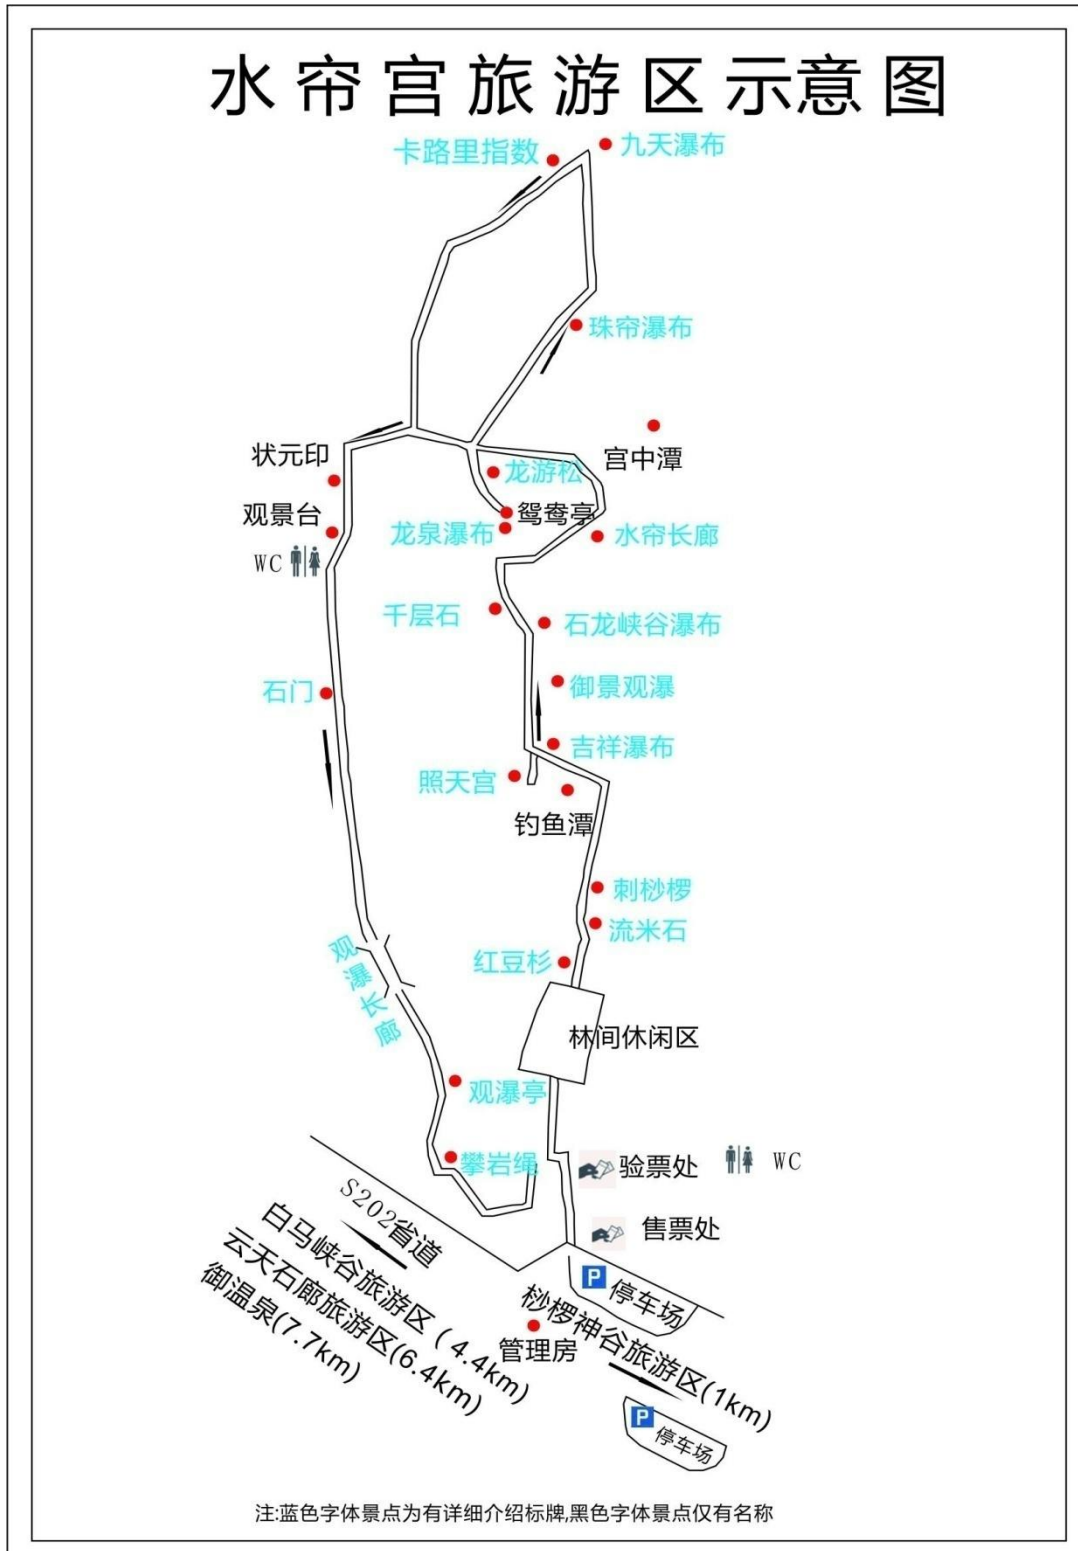 水帘宫旅游区示意图
卡路里指数
九天瀑布
珠帘瀑布
宫中潭
状元印
龙游松
观景台
鸳鸯亭
龙泉瀑布
水帘长廊
WC
千层石
石龙峡谷瀑布
石门
御景观瀑
吉祥瀑布
照天宫
钓鱼潭
刺桫椤
流米石
观瀑长廊
红豆杉
林间休闲区
观瀑亭
攀岩绳
验票处
WC
S202省道
售票处
白马峡谷旅游区(4.4km)
云天石廊旅游区(6.4km)
御温泉(7.7km)
P 停车场
桫椤神谷旅游区(1km)
管理房
P 停车场
注:蓝色字体景点为有详细介绍标牌,黑色字体景点仅有名称